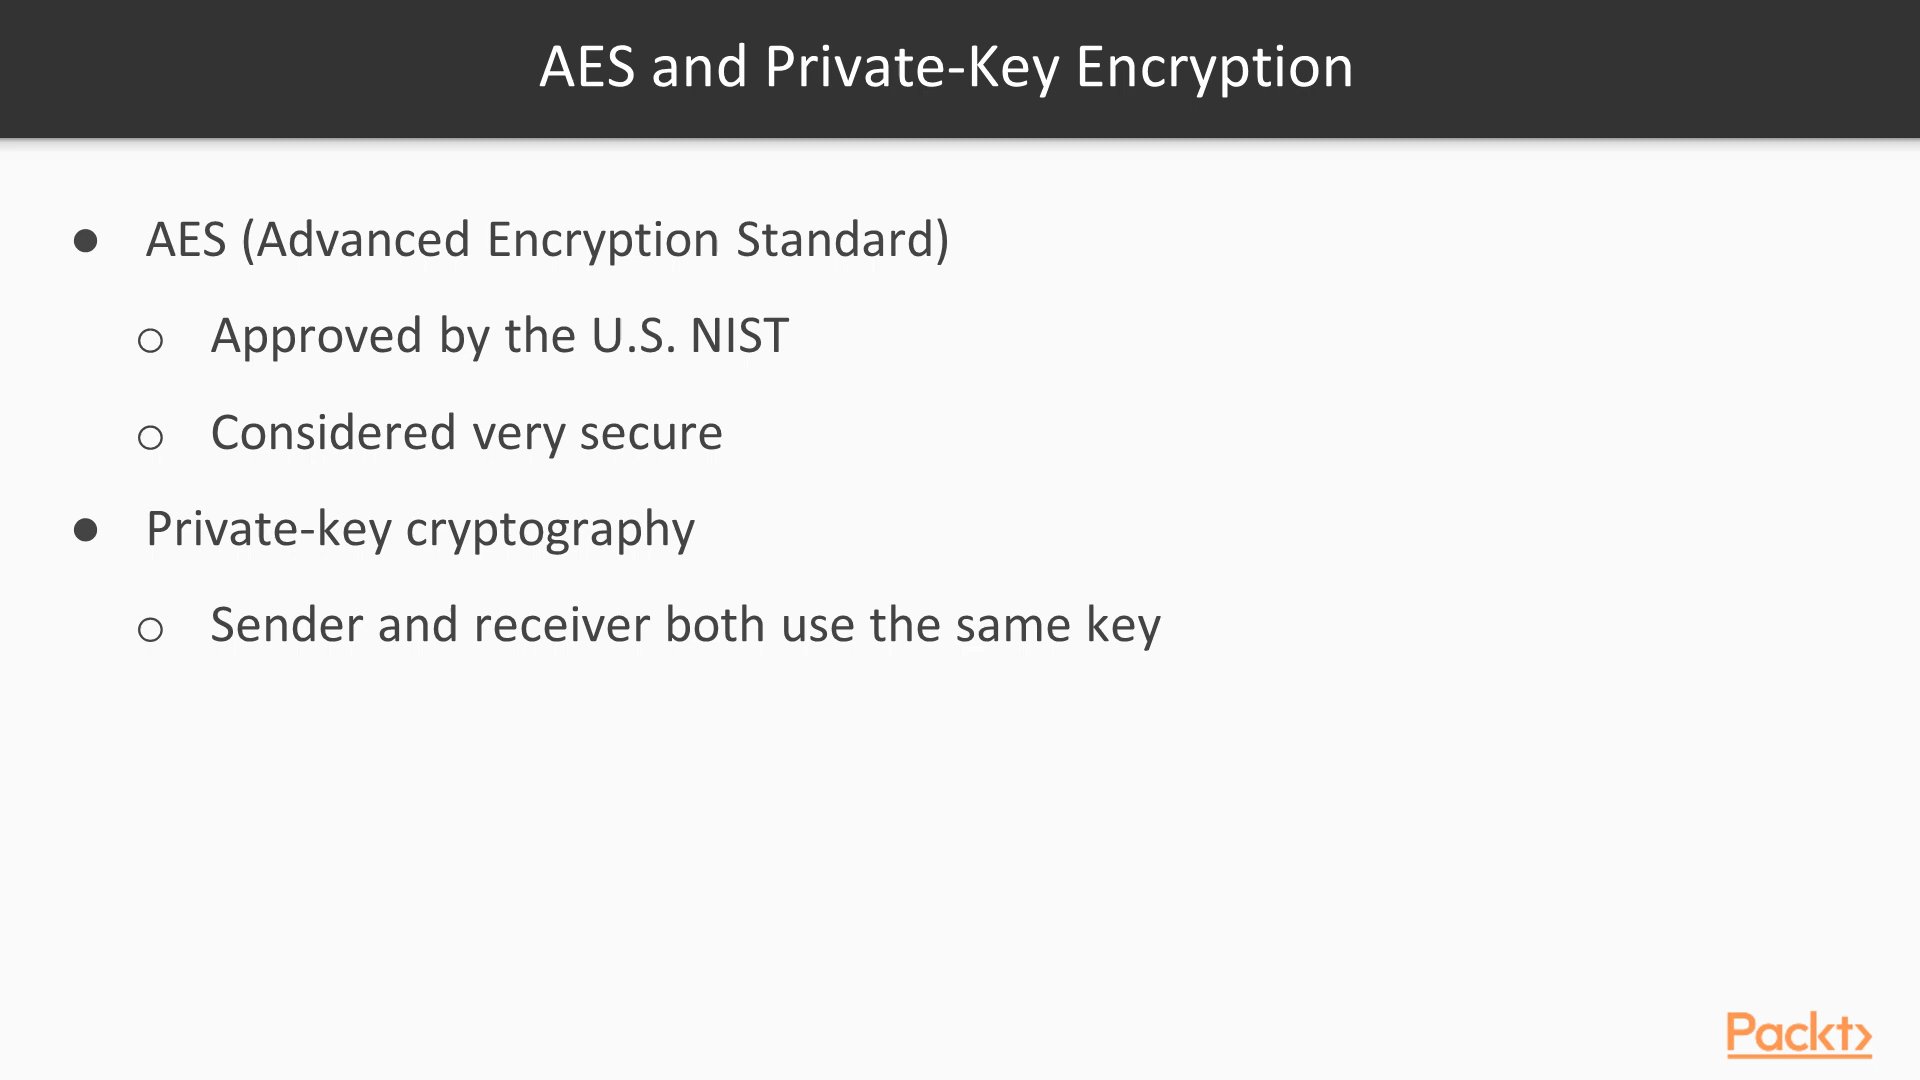 AES and Private-Key Encryption
● AES (Advanced Encryption Standard)
○ Approved by the U.S. NIST
○ Considered very secure
● Private-key cryptography
○ Sender and receiver both use the same key
Packt>